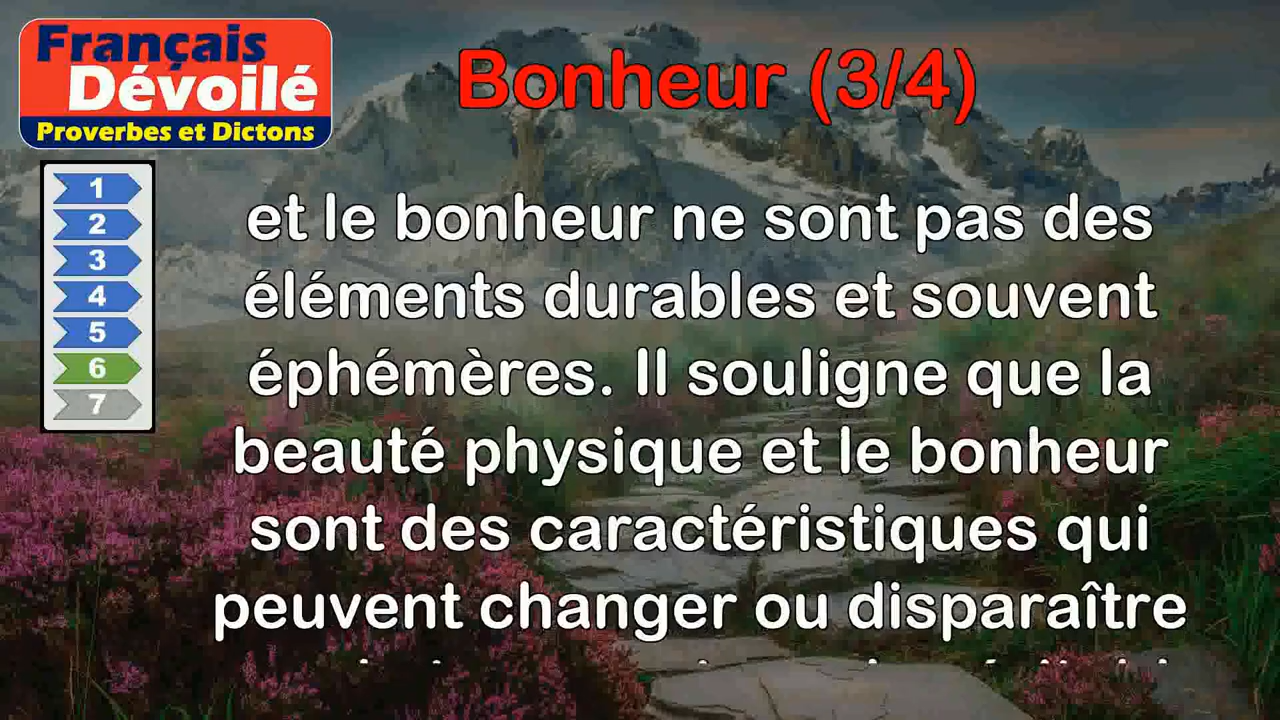 Français
Dévoilé
Proverbes et Dictons
Bonheur (3/4)
1
2
3
4
5
6
7
et le bonheur ne sont pas des
éléments durables et souvent
éphémères. Il souligne que la
beauté physique et le bonheur
sont des caractéristiques qui
peuvent changer ou disparaître